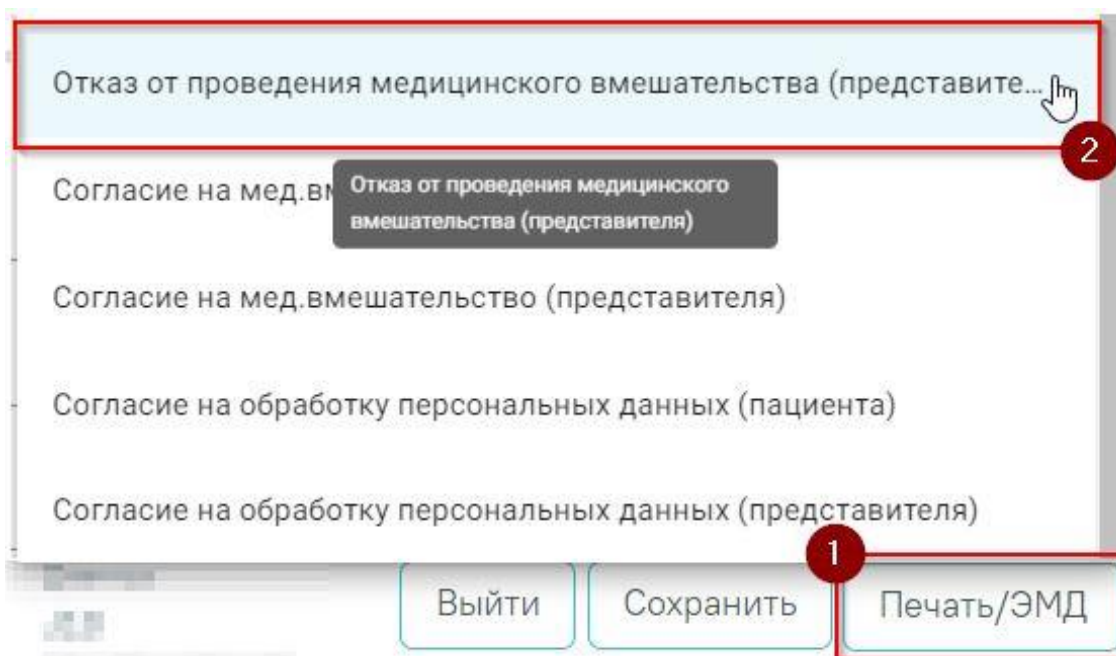 Отказ от проведения медицинского вмешательства (представите...
2
Согласие на мед.вм
Отказ от проведения медицинского
вмешательства (представителя)
Согласие на мед.вмешательство (представителя)
Согласие на обработку персональных данных (пациента)
Согласие на обработку персональных данных (представителя)
1
Выйти
Сохранить
Печать/ЭМД